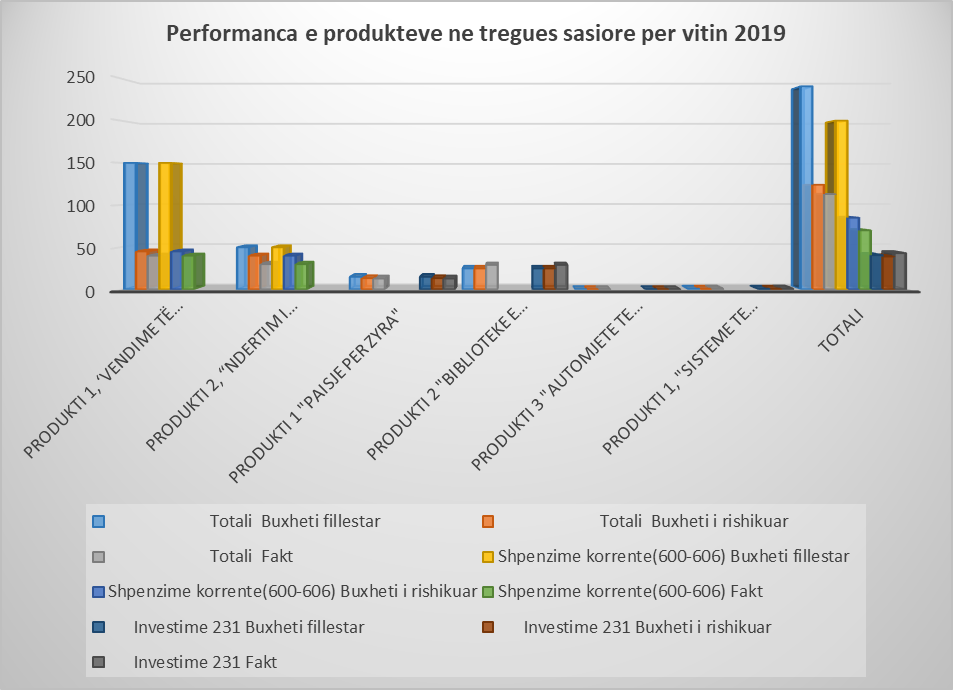 Performanca e produkteve ne tregues sasiore per vitin 2019
250
200
150
100
50
0
PRODUKTI 1, ‘VENDIME TË…
PRODUKTI 2, “NDERTIM I…
PRODUKTI 1 "PAISJE PER ZYRA"
PRODUKTI 2 "BIBLIOTEKE E…
PRODUKTI 3 "AUTOMJETE TE…
PRODUKTI 1, "SISTEME TE…
TOTALI
Totali Buxheti fillestar
Totali Buxheti i rishikuar
Totali Fakt
Shpenzime korrente(600-606) Buxheti fillestar
Shpenzime korrente(600-606) Buxheti i rishikuar
Shpenzime korrente(600-606) Fakt
Investime 231 Buxheti fillestar
Investime 231 Buxheti i rishikuar
Investime 231 Fakt